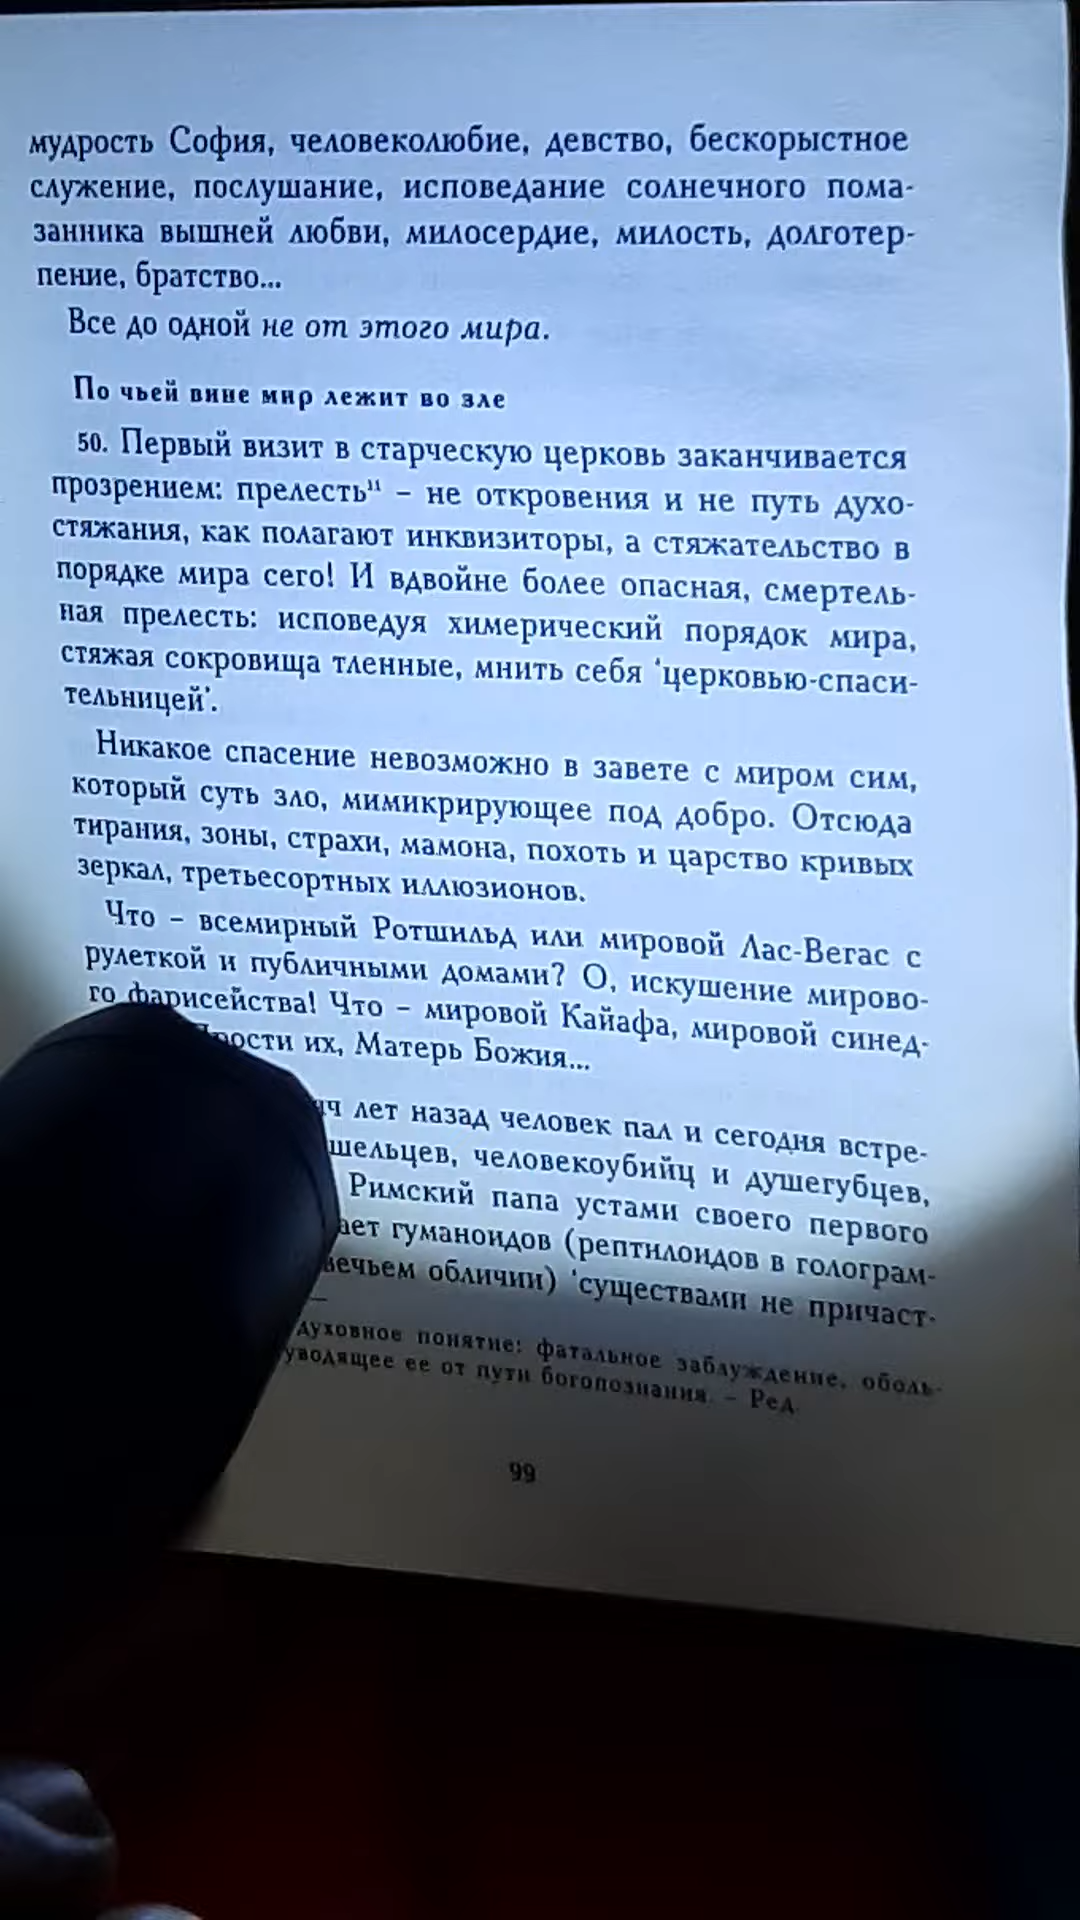 мудрость София, человеколюбие, девство, бескорыстное
служение, послушание, исповедание солнечного пома-
занника вышней любви, милосердие, милость, долготер-
пение, братство...
Все до одной не от этого мира.
По чьей вине мир лежит во зле
50. Первый визит в старческую церковь заканчивается
прозрением: прелесть¹¹ – не откровения и не путь духо-
стяжания, как полагают инквизиторы, а стяжательство в
порядке мира сего! И вдвойне более опасная, смертель-
ная прелесть: исповедуя химерический порядок мира,
стяжая сокровища тленные, мнить себя ‘церковью-спаси-
тельницей’.
Никакое спасение невозможно в завете с миром сим,
который суть зло, мимикрирующее под добро. Отсюда
тирания, зоны, страхи, мамона, похоть и царство кривых
зеркал, третьесортных иллюзионов.
Что – всемирный Ротшильд или мировой Лас-Вегас с
рулеткой и публичными домами? О, искушение мирово-
го фарисейства! Что – мировой Кайафа, мировой синед-
их, Матерь Божия...
лет назад человек пал и сегодня встре-
человекоубийц и душегубцев,
Римский папа устами своего первого
гуманоидов (рептилоидов в голограм-
обличии) ‘существами не причаст-
духовное понятие: фатальное заблуждение, оболь-
уводящее ее от пути богопознания. – Ред.
99